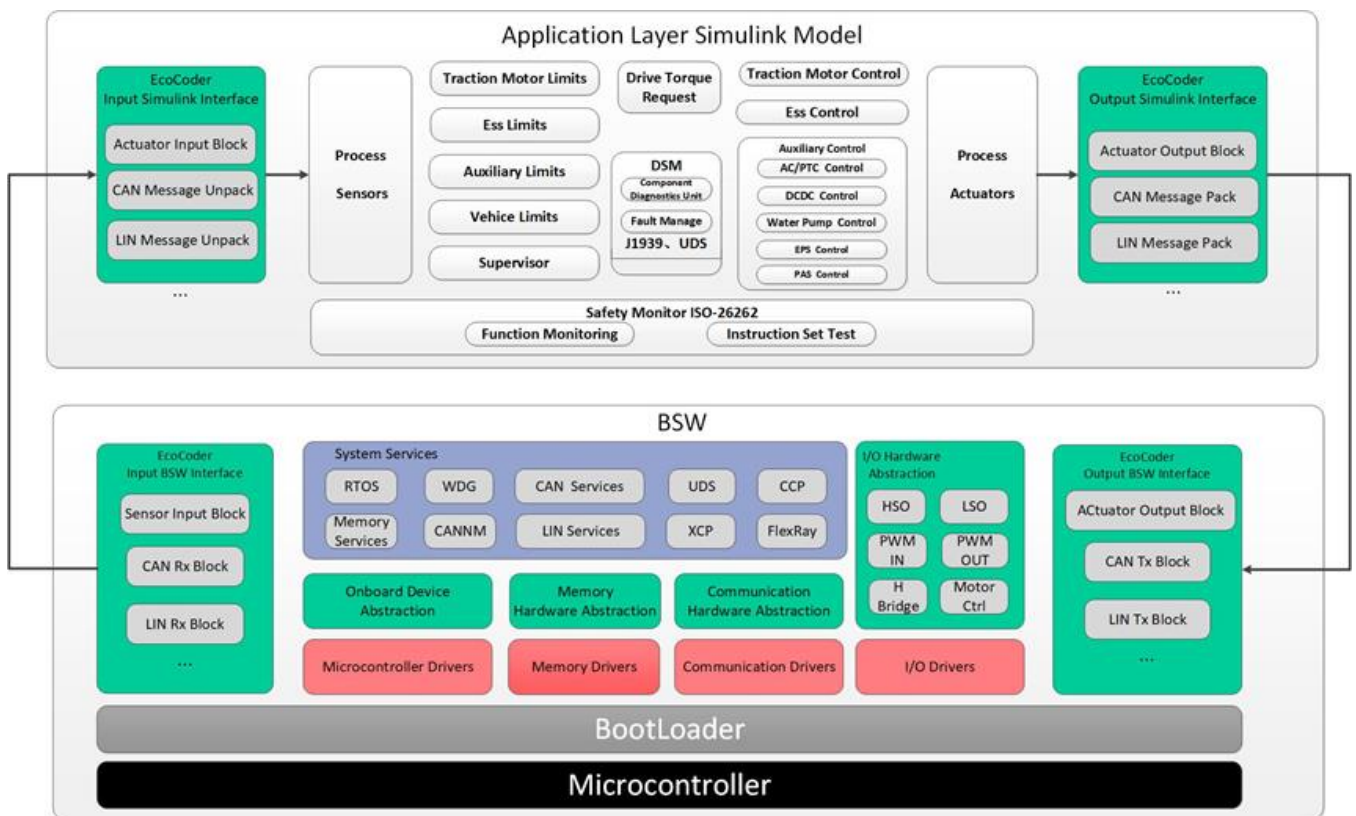 Application Layer Simulink Model
EcoCoder
Input Simulink Interface
Actuator Input Block
CAN Message Unpack
LIN Message Unpack
...
Process
Sensors
Traction Motor Limits
Ess Limits
Auxiliary Limits
Vehice Limits
Supervisor
Drive Torque
Request
DSM
Component
Diagnostics Unit
Fault Manage
J1939、UDS
Traction Motor Control
Ess Control
Auxiliary Control
AC/PTC Control
DCDC Control
Water Pump Control
EPS Control
PAS Control
Process
Actuators
EcoCoder
Output Simulink Interface
Actuator Output Block
CAN Message Pack
LIN Message Pack
...
Safety Monitor ISO-26262
Function Monitoring
Instruction Set Test
BSW
EcoCoder
Input BSW Interface
Sensor Input Block
CAN Rx Block
LIN Rx Block
...
System Services
RTOS
WDG
CAN Services
UDS
CCP
Memory
Services
CANNM
LIN Services
XCP
FlexRay
Onboard Device
Abstraction
Memory
Hardware Abstraction
Communication
Hardware Abstraction
Microcontroller Drivers
Memory Drivers
Communication Drivers
I/O Hardware
Abstraction
HSO
LSO
PWM
IN
PWM
OUT
H
Bridge
Motor
Ctrl
I/O Drivers
EcoCoder
Output BSW Interface
ACtuator Output Block
CAN Tx Block
LIN Tx Block
...
BootLoader
Microcontroller